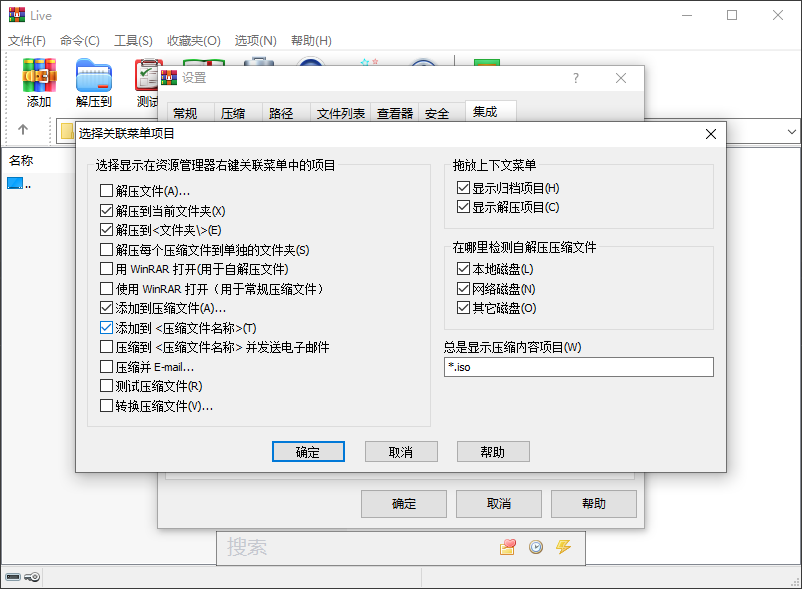 Live
文件(F) 命令(C) 工具(S) 收藏夹(O) 选项(N) 帮助(H)
添加 解压到 测试
设置
常规 压缩 路径 文件列表 查看器 安全 集成
名称
..
选择关联菜单项目
选择显示在资源管理器右键关联菜单中的项目
解压文件(A)...
解压到当前文件夹(X)
解压到<文件夹\>(E)
解压每个压缩文件到单独的文件夹(S)
用 WinRAR 打开(用于自解压文件)
使用 WinRAR 打开（用于常规压缩文件）
添加到压缩文件(A)...
添加到 <压缩文件名称>(T)
压缩到 <压缩文件名称> 并发送电子邮件
压缩并 E-mail...
测试压缩文件(R)
转换压缩文件(V)...
拖放上下文菜单
显示归档项目(H)
显示解压项目(C)
在哪里检测自解压压缩文件
本地磁盘(L)
网络磁盘(N)
其它磁盘(O)
总是显示压缩内容项目(W)
*.iso
确定 取消 帮助
确定 取消 帮助
搜索